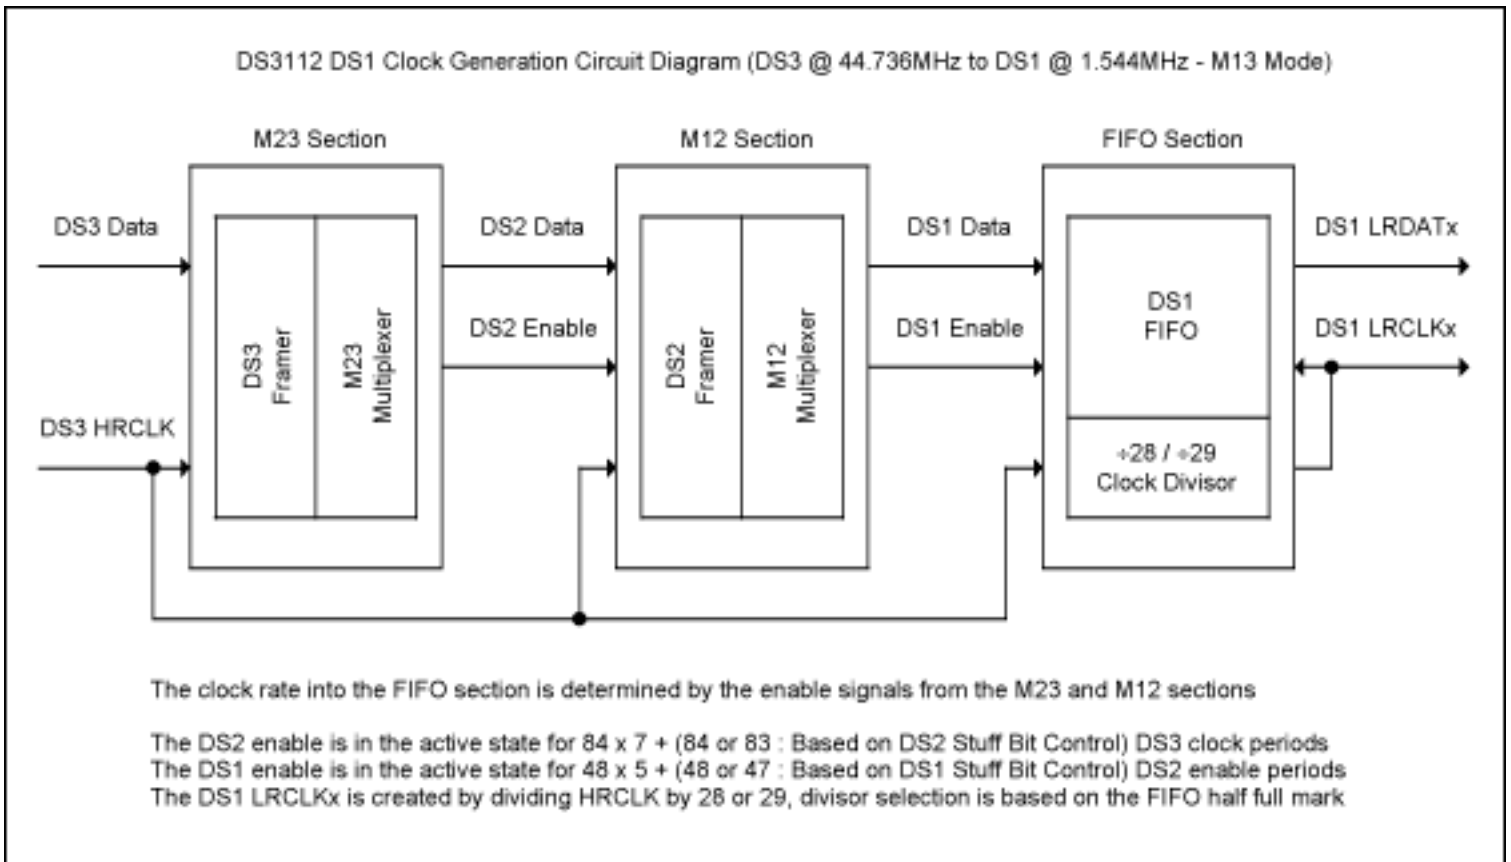 DS3112 DS1 Clock Generation Circuit Diagram (DS3 @ 44.736MHz to DS1 @ 1.544MHz - M13 Mode)
M23 Section
M12 Section
FIFO Section
DS3 Data
DS2 Data
DS1 Data
DS1 LRDATx
DS3 HRCLK
DS3
Framer
M23
Multiplexer
DS2 Enable
DS2
Framer
M12
Multiplexer
DS1 Enable
DS1
FIFO
DS1 LRCLKx
÷28 / ÷29
Clock Divisor
The clock rate into the FIFO section is determined by the enable signals from the M23 and M12 sections
The DS2 enable is in the active state for 84 x 7 + (84 or 83 : Based on DS2 Stuff Bit Control) DS3 clock periods
The DS1 enable is in the active state for 48 x 5 + (48 or 47 : Based on DS1 Stuff Bit Control) DS2 enable periods
The DS1 LRCLKx is created by dividing HRCLK by 28 or 29, divisor selection is based on the FIFO half full mark